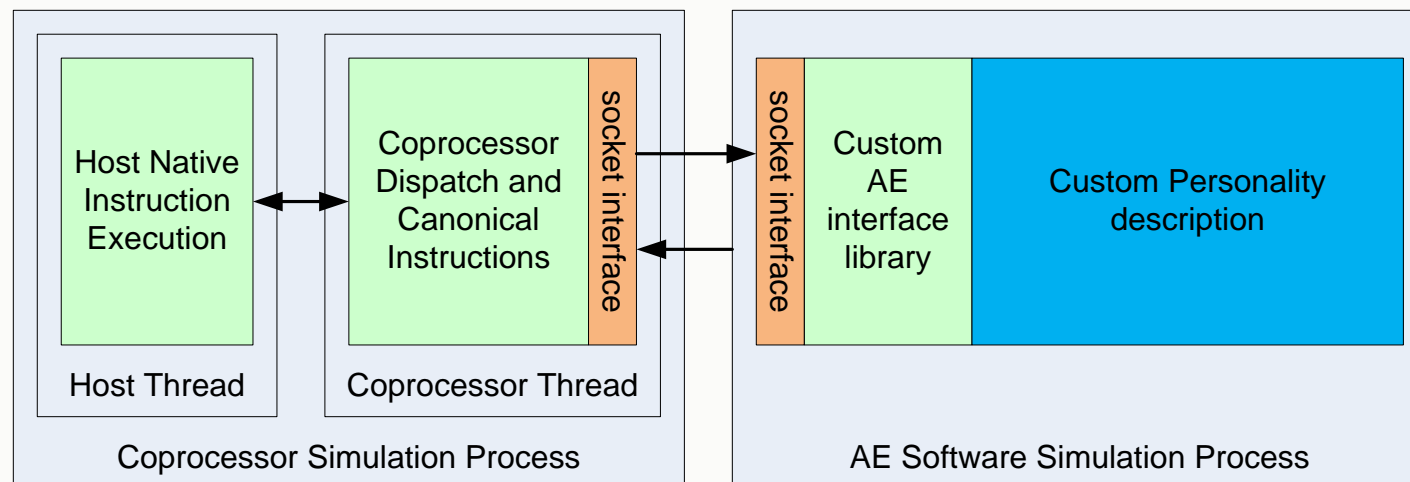 Host Native
Instruction
Execution
Host Thread
Coprocessor
Dispatch and
Canonical
Instructions
socket interface
Coprocessor Thread
Coprocessor Simulation Process
socket interface
Custom
AE
interface
library
Custom Personality
description
AE Software Simulation Process